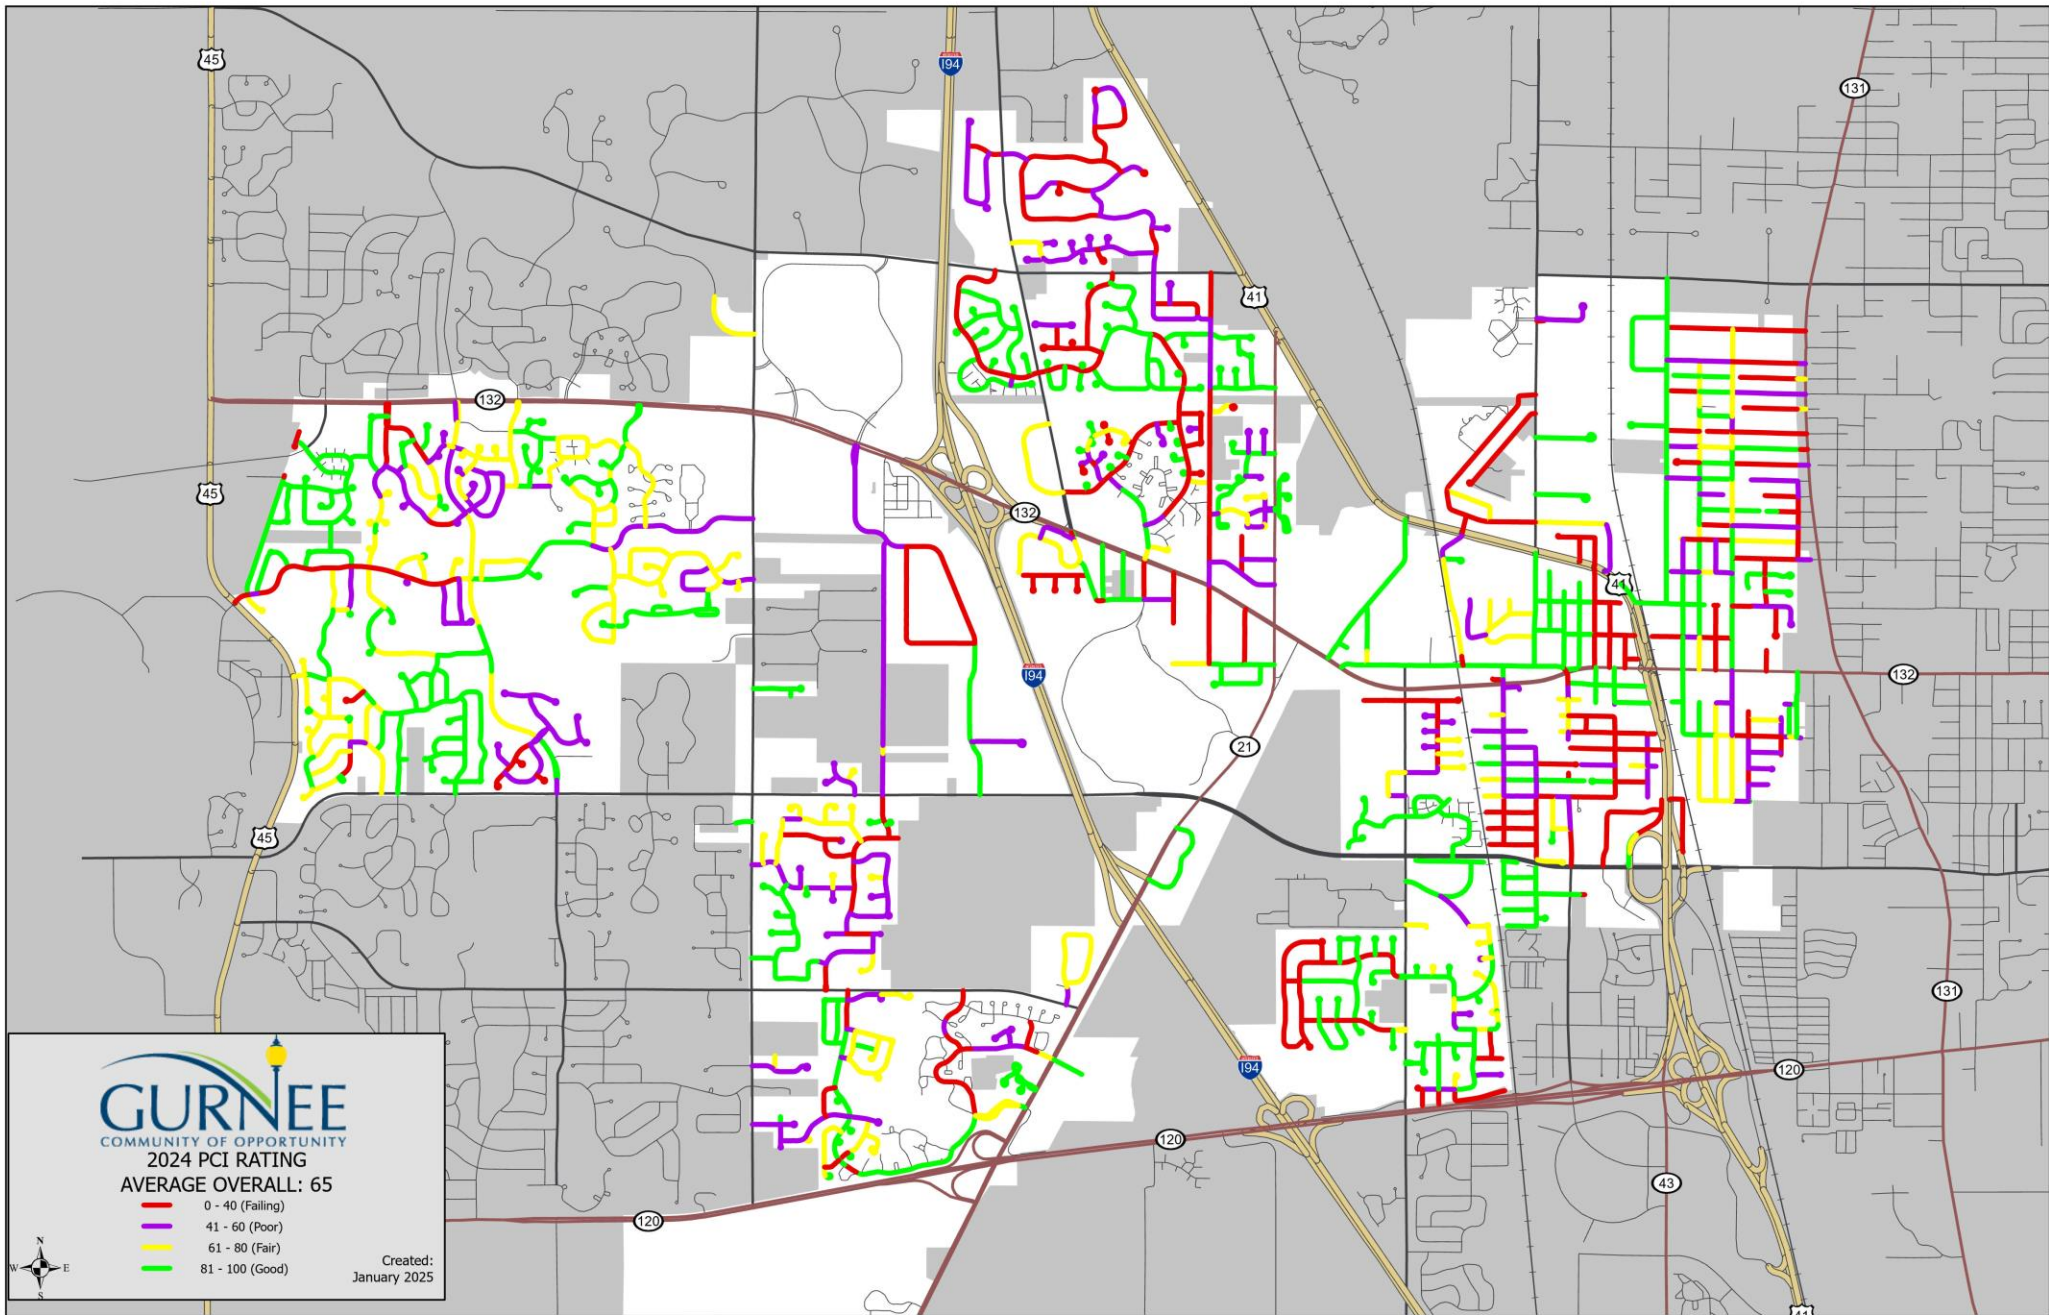 45
I94
131
41
132
45
132
41
132
I94
21
45
131
I94
120
120
43
120
41
GURNEE
COMMUNITY OF OPPORTUNITY
2024 PCI RATING
AVERAGE OVERALL: 65
0 - 40 (Failing)
41 - 60 (Poor)
61 - 80 (Fair)
81 - 100 (Good)
Created:
January 2025
N
W E
S